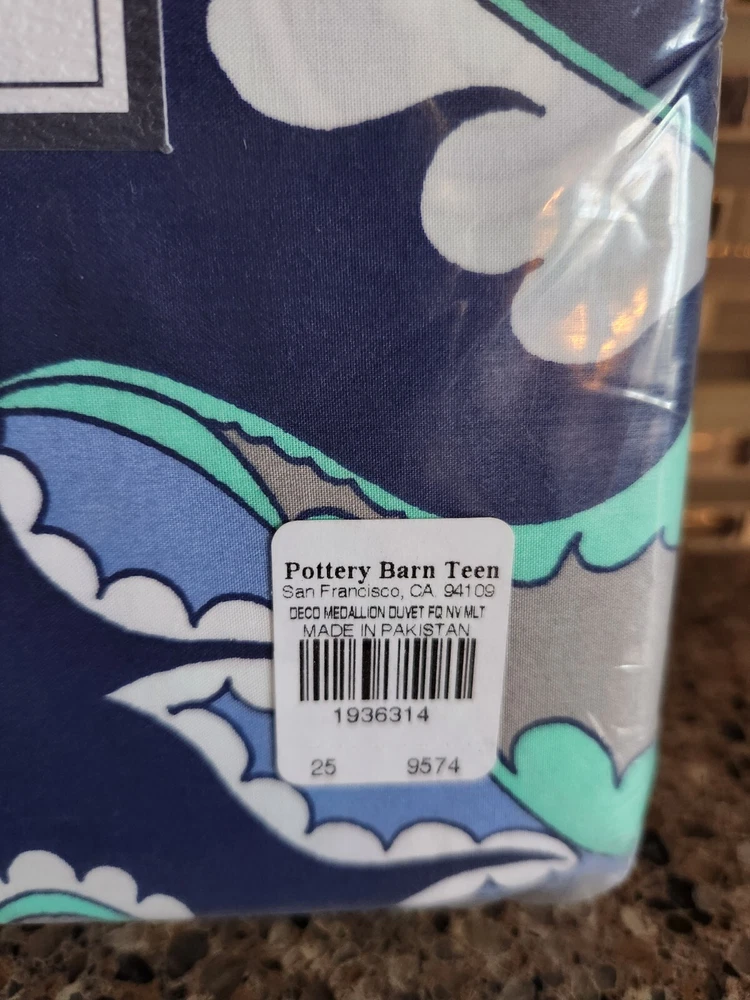 Pottery Barn Teen
San Francisco, CA 94109
DECO MEDALLION DUVET FQ NV MLT
MADE IN PAKISTAN
1936314
25 9574